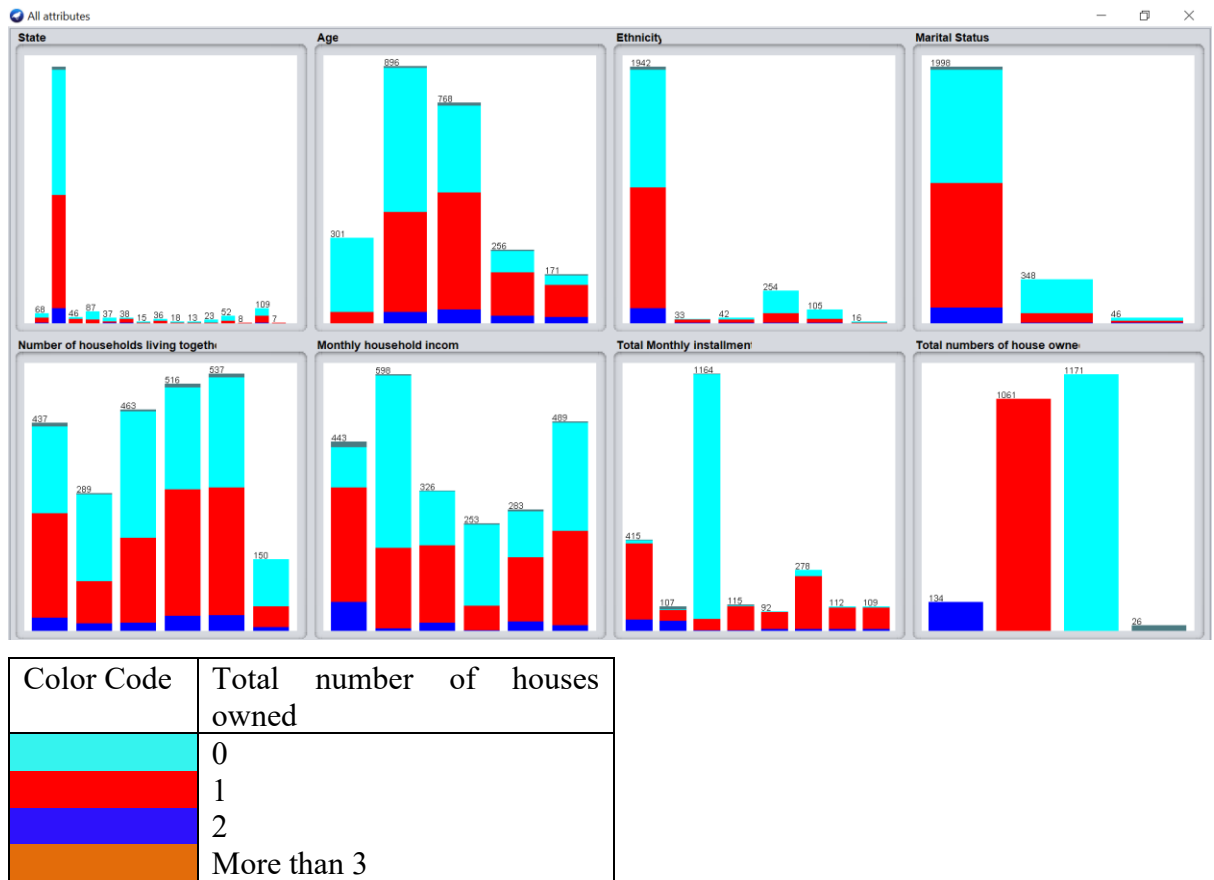 All attributes
State
Age
Ethnicity
Marital Status
68 46 87 37 38 15 36 18 13 23 52 8 109 7
301 896 768 256 171
1942 33 42 254 105 16
1998 348 46
Number of households living togeth
Monthly household incom
Total Monthly installmen
Total numbers of house owne
437 289 463 516 537 150
443 598 326 253 283 489
415 107 1164 115 92 278 112 109
134 1061 1171 26
Color Code
Total number of houses
owned
0
1
2
More than 3